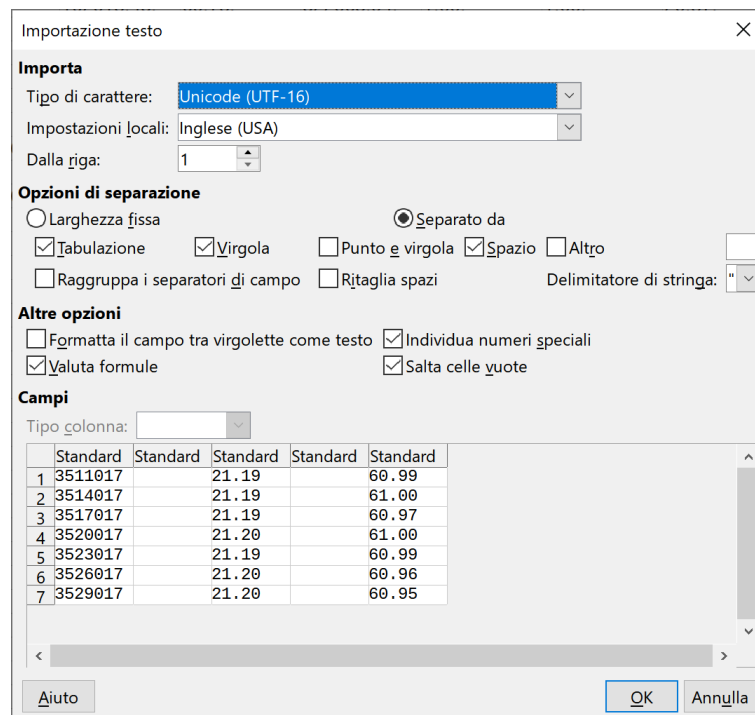 Importazione testo
Importa
Tipo di carattere: Unicode (UTF-16)
Impostazioni locali: Inglese (USA)
Dalla riga: 1
Opzioni di separazione
Larghezza fissa Separato da
Tabulazione Virgola Punto e virgola Spazio Altro
Raggruppa i separatori di campo Ritaglia spazi Delimitatore di stringa: "
Altre opzioni
Formatta il campo tra virgolette come testo Individua numeri speciali
Valuta formule Salta celle vuote
Campi
Tipo colonna:
Standard Standard Standard Standard Standard
1 3511017 21.19 60.99
2 3514017 21.19 61.00
3 3517017 21.19 60.97
4 3520017 21.20 61.00
5 3523017 21.19 60.99
6 3526017 21.20 60.96
7 3529017 21.20 60.95
Aiuto OK Annulla